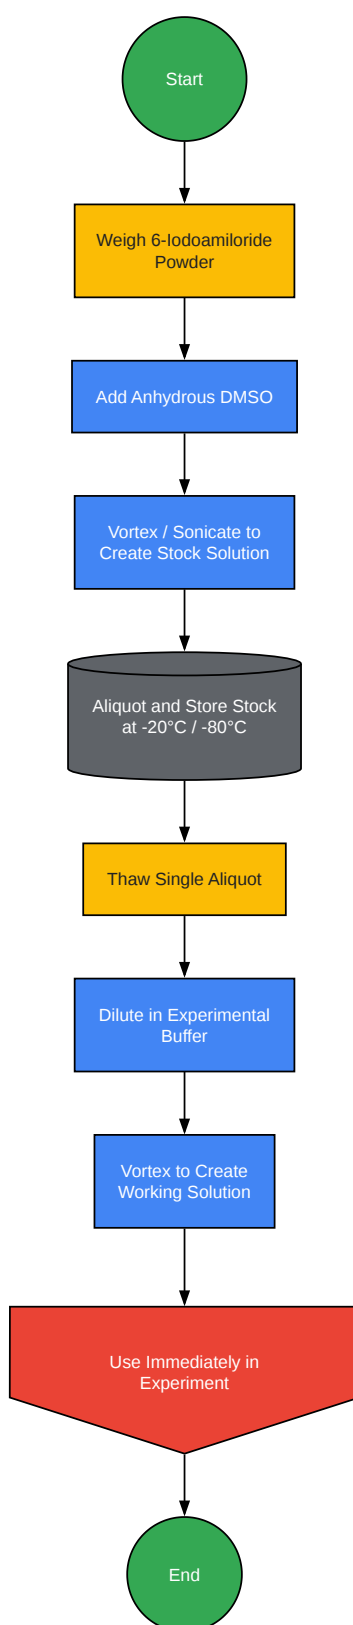 Start
Weigh 6-Iodoamiloride
Powder
Add Anhydrous DMSO
Vortex / Sonicate to
Create Stock Solution
Aliquot and Store Stock
at -20°C / -80°C
Thaw Single Aliquot
Dilute in Experimental
Buffer
Vortex to Create
Working Solution
Use Immediately in
Experiment
End